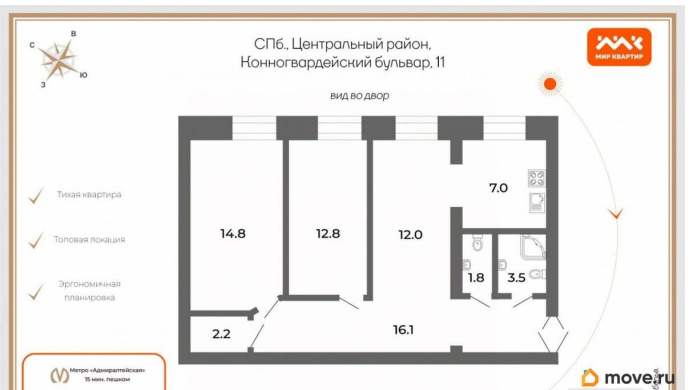 СПб., Центральный район,
Конногвардейский бульвар, 11
МИР КВАРТИР
С
В
З
Ю
вид во двор
Тихая квартира
Топовая локация
Эргономичная
планировка
14.8
12.8
12.0
7.0
1.8
3.5
2.2
16.1
Метро «Адмиралтейская»
15 мин. пешком
move.ru